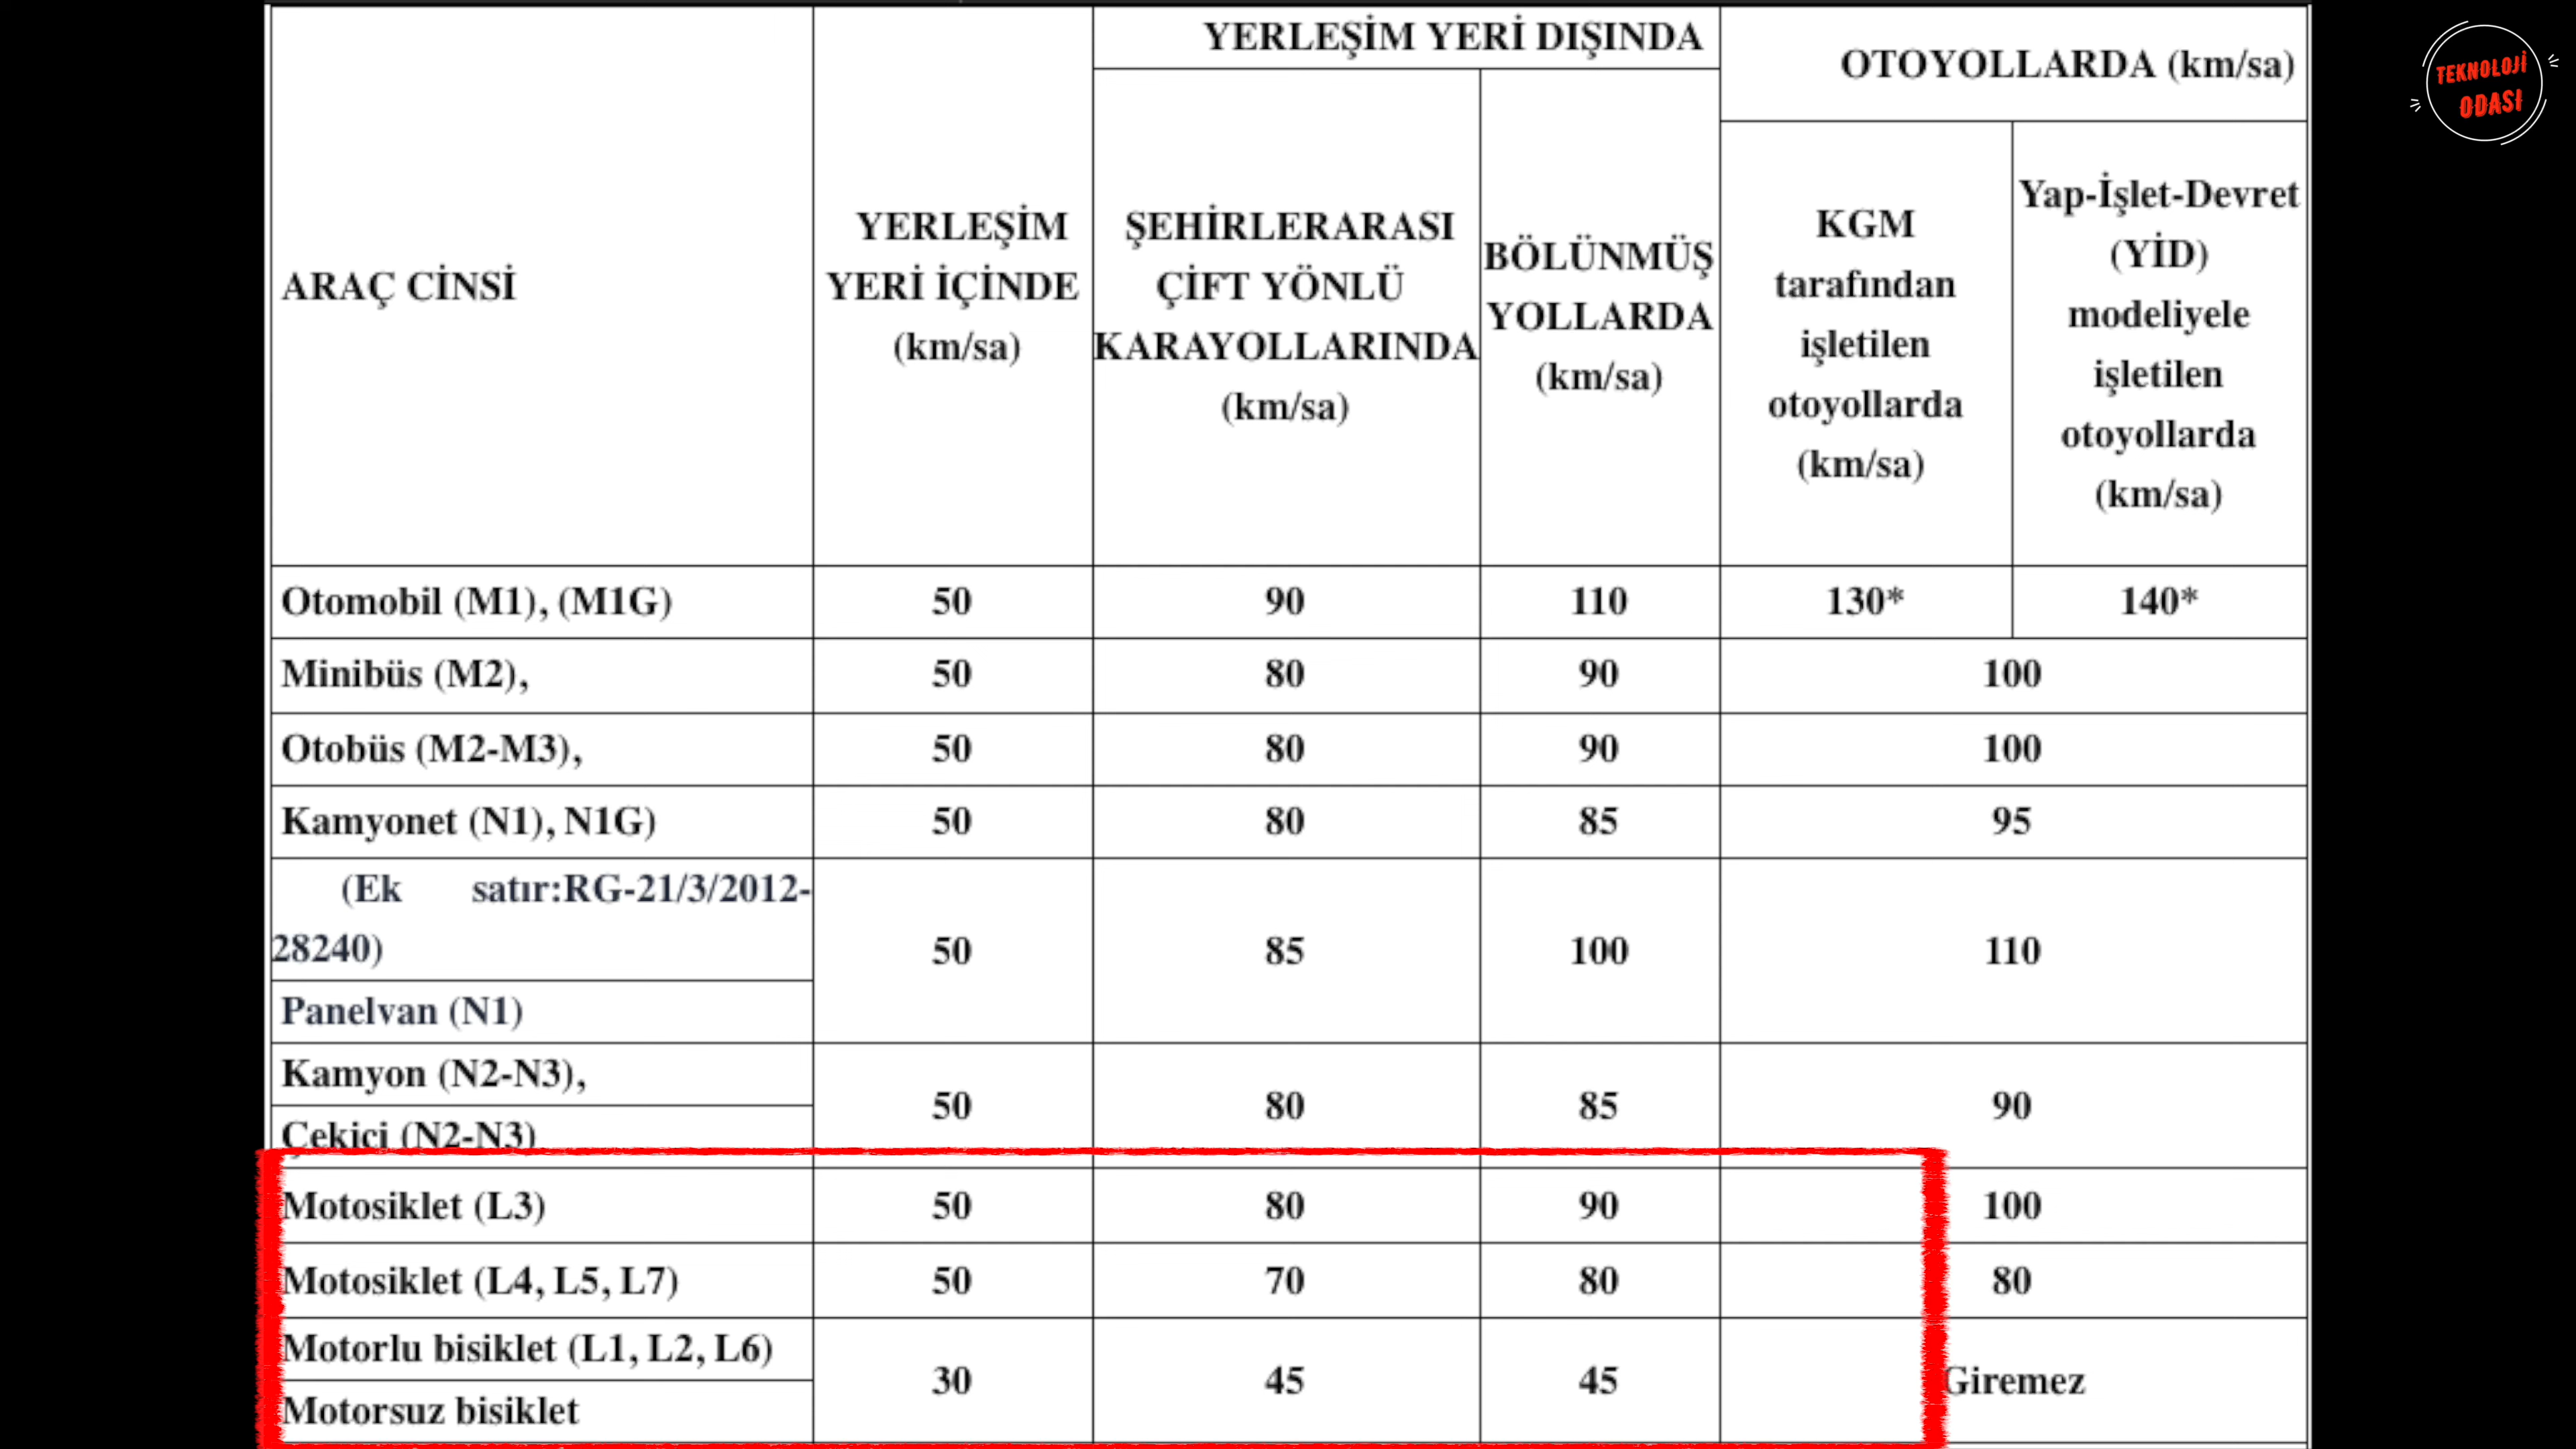 YERLEŞİM YERİ DIŞINDA
OTOYOLLARDA (km/sa)
TEKNOLOJİ
ODASI
ARAÇ CİNSİ
YERLEŞİM
YERİ İÇİNDE
(km/sa)
ŞEHİRLERARASI
ÇİFT YÖNLÜ
KARAYOLLARINDA
(km/sa)
BÖLÜNMÜŞ
YOLLARDA
(km/sa)
KGM
tarafından
işletilen
otoyollarda
(km/sa)
Yap-İşlet-Devret
(YİD)
modeliyele
işletilen
otoyollarda
(km/sa)
Otomobil (M1), (M1G) 50 90 110 130* 140*
Minibüs (M2), 50 80 90 100
Otobüs (M2-M3), 50 80 90 100
Kamyonet (N1), N1G) 50 80 85 95
(Ek satır:RG-21/3/2012-
28240)
Panelvan (N1)
50 85 100 110
Kamyon (N2-N3),
Çekici (N2-N3)
50 80 85 90
Motosiklet (L3) 50 80 90 100
Motosiklet (L4, L5, L7) 50 70 80 80
Motorlu bisiklet (L1, L2, L6)
Motorsuz bisiklet
30 45 45 Giremez